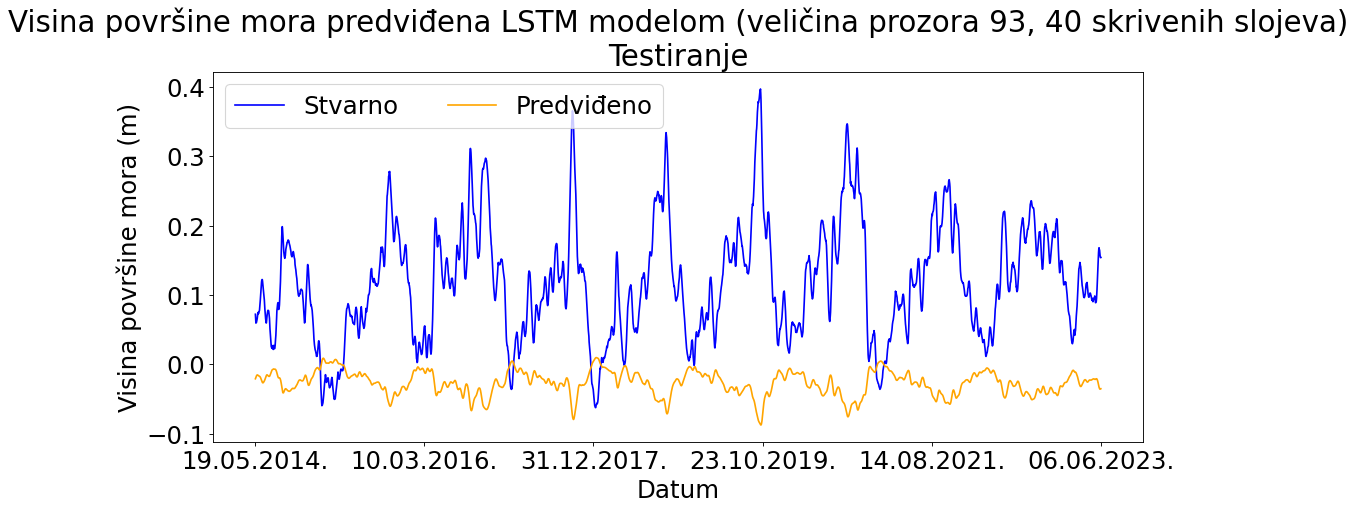 Visina površine mora predviđena LSTM modelom (veličina prozora 93, 40 skrivenih slojeva)
Testiranje
Stvarno Predviđeno
Visina površine mora (m)
0.4
0.3
0.2
0.1
0.0
−0.1
19.05.2014. 10.03.2016. 31.12.2017. 23.10.2019. 14.08.2021. 06.06.2023.
Datum